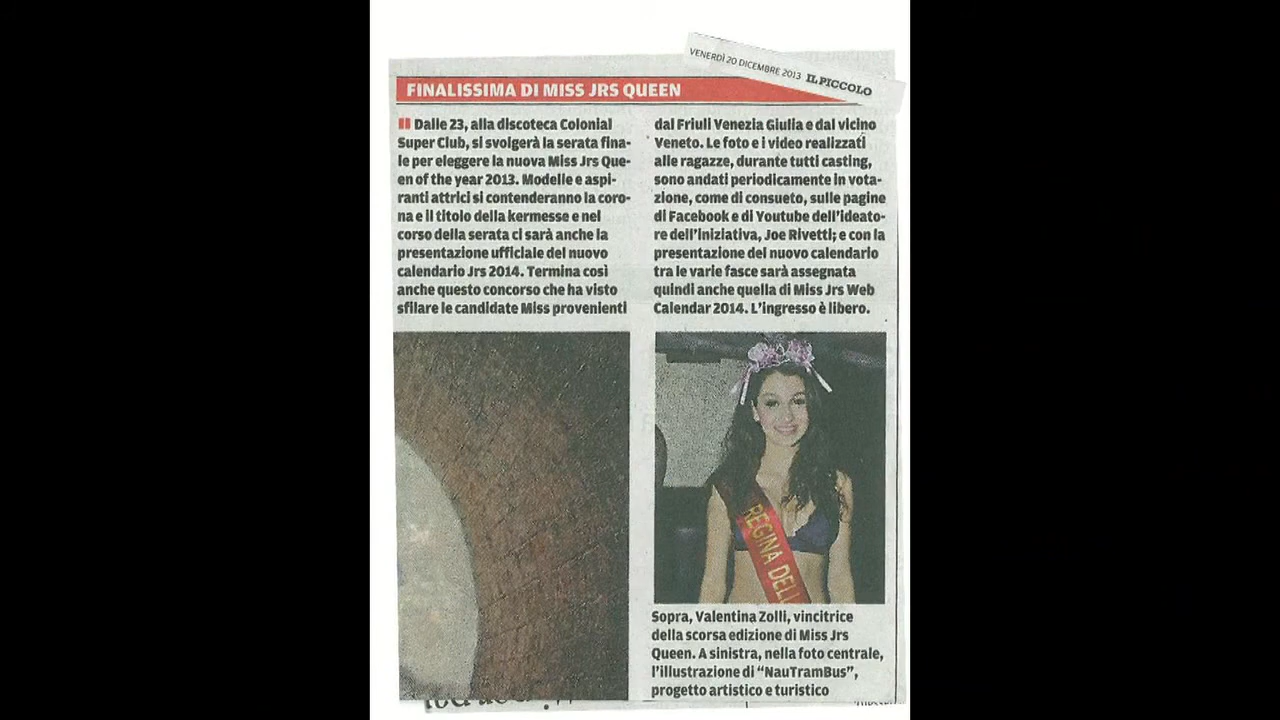 VENERDÌ 20 DICEMBRE 2013 IL PICCOLO
FINALISSIMA DI MISS JRS QUEEN
Dalle 23, alla discoteca Colonial
Super Club, si svolgerà la serata fina-
le per eleggere la nuova Miss Jrs Que-
en of the year 2013. Modelle e aspi-
ranti attrici si contenderanno la coro-
na e il titolo della kermesse e nel
corso della serata ci sarà anche la
presentazione ufficiale del nuovo
calendario Jrs 2014. Termina così
anche questo concorso che ha visto
sfilare le candidate Miss provenienti
dal Friuli Venezia Giulia e dal vicino
Veneto. Le foto e i video realizzati
alle ragazze, durante tutti casting,
sono andati periodicamente in vota-
zione, come di consueto, sulle pagine
di Facebook e di Youtube dell'ideato-
re dell'iniziativa, Joe Rivetti; e con la
presentazione del nuovo calendario
tra le varie fasce sarà assegnata
quindi anche quella di Miss Jrs Web
Calendar 2014. L'ingresso è libero.
REGINA DELL
Sopra, Valentina Zolli, vincitrice
della scorsa edizione di Miss Jrs
Queen. A sinistra, nella foto centrale,
l'illustrazione di "NauTramBus",
progetto artistico e turistico